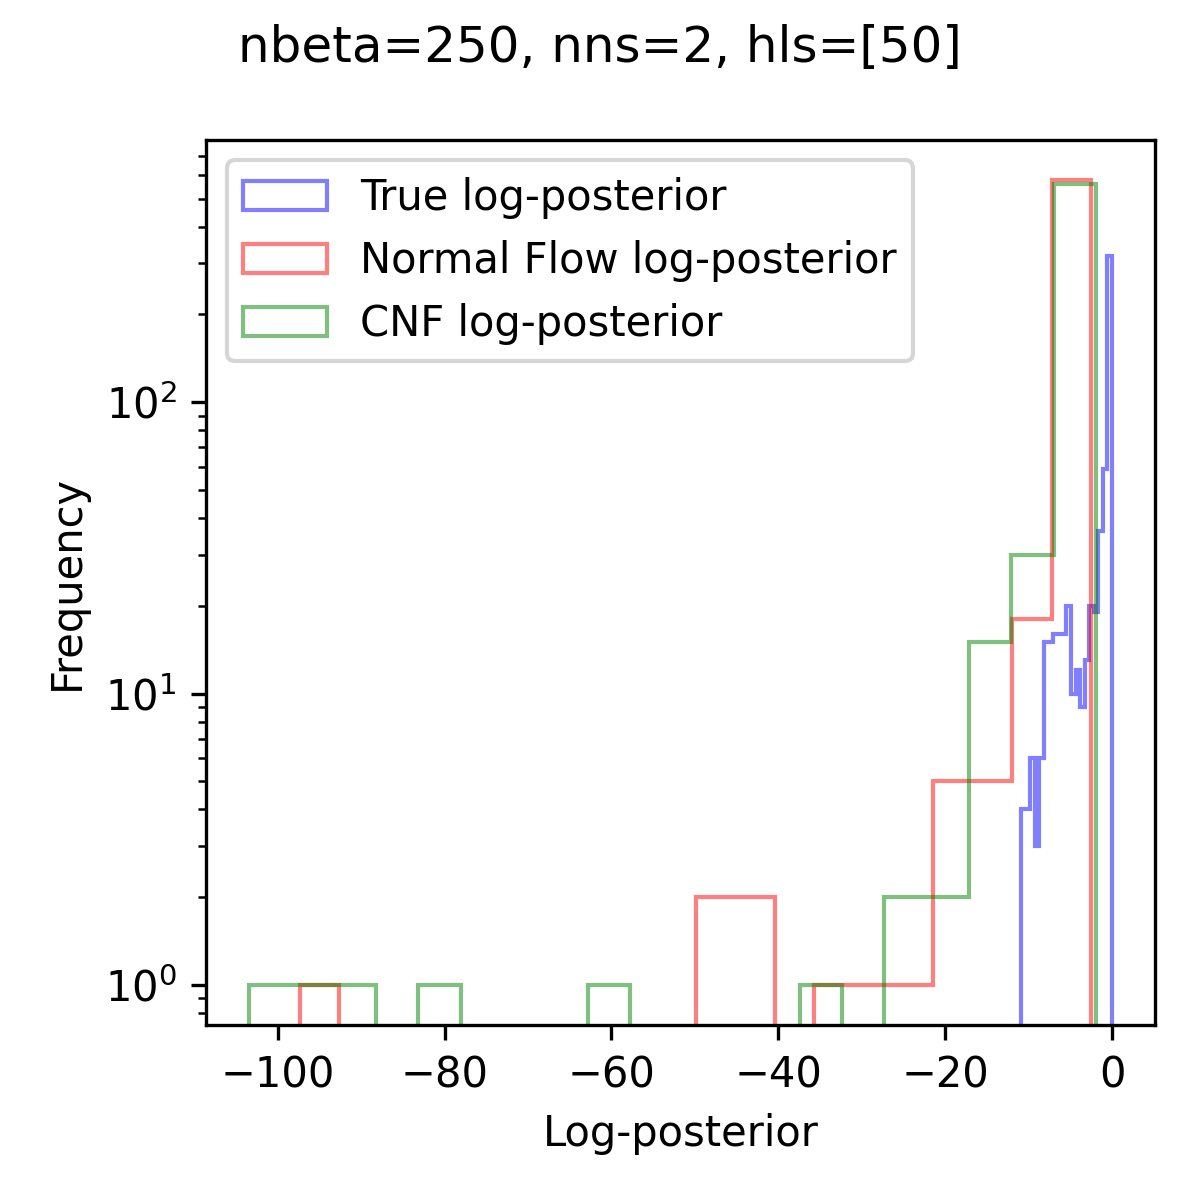 nbeta=250, nns=2, hls=[50]
True log-posterior
Normal Flow log-posterior
CNF log-posterior
10²
10¹
10⁰
Frequency
−100 −80 −60 −40 −20 0
Log-posterior